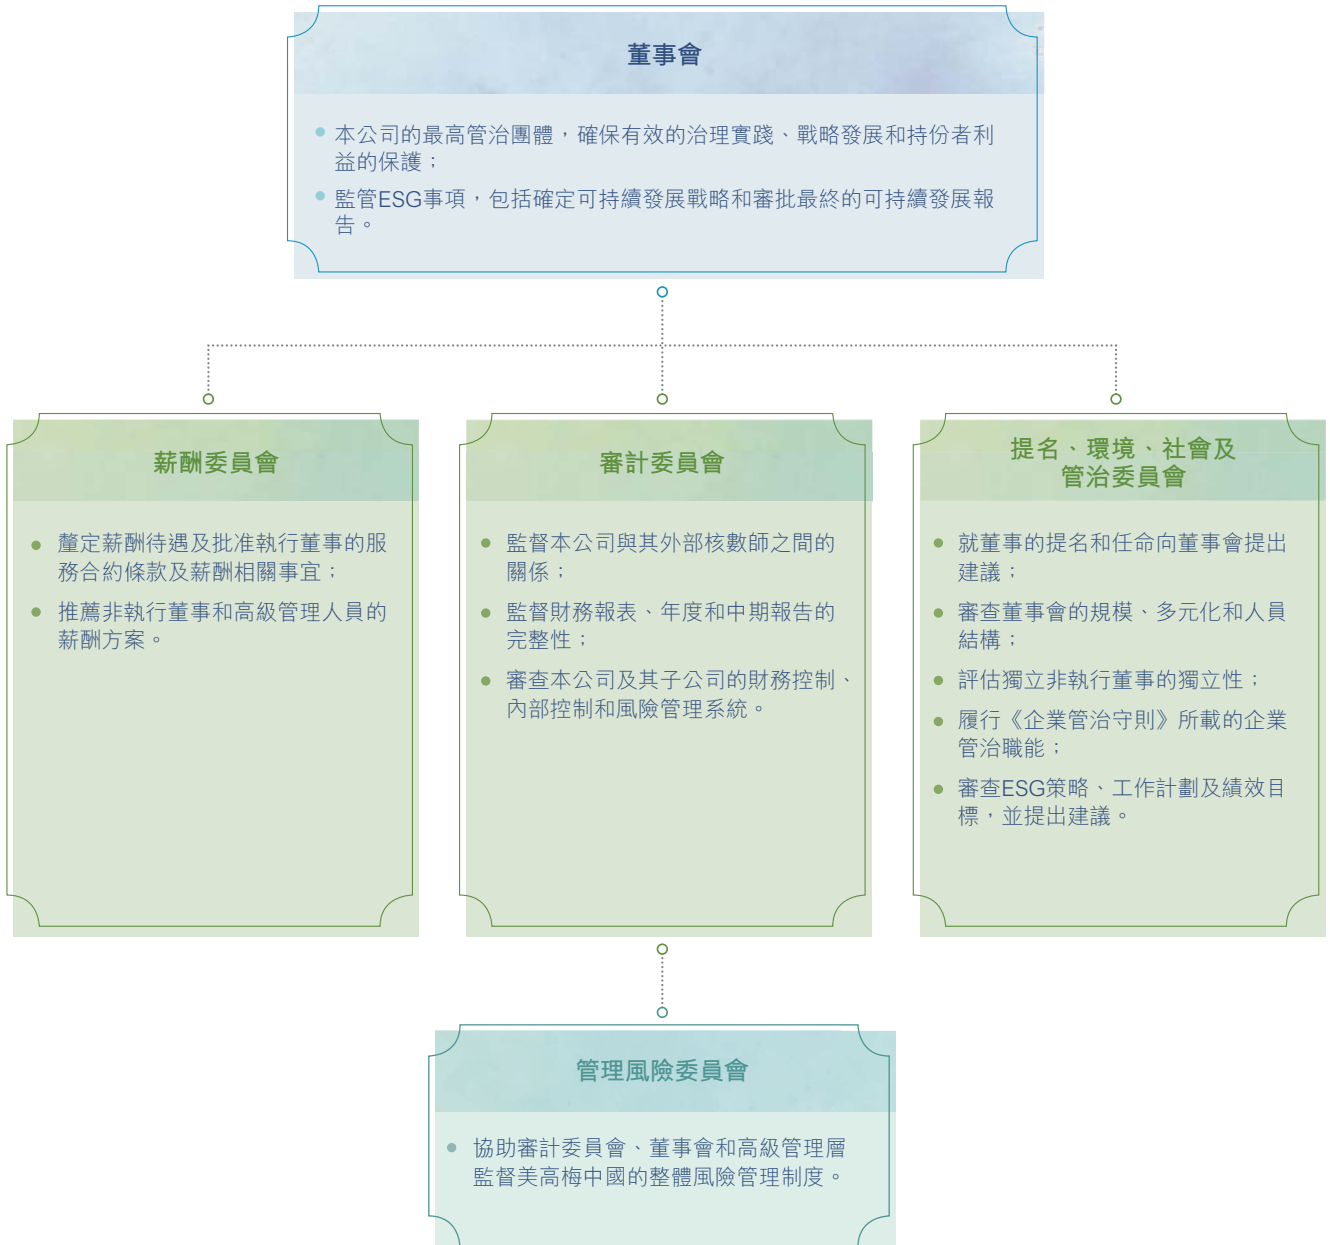 董事會
本公司的最高管治團體，確保有效的治理實踐、戰略發展和持份者利
益的保護；
監管ESG事項，包括確定可持續發展戰略和審批最終的可持續發展報
告。
薪酬委員會
釐定薪酬待遇及批准執行董事的服
務合約條款及薪酬相關事宜；
推薦非執行董事和高級管理人員的
薪酬方案。
審計委員會
監督本公司與其外部核數師之間的
關係；
監督財務報表、年度和中期報告的
完整性；
審查本公司及其子公司的財務控制、
內部控制和風險管理系統。
提名、環境、社會及
管治委員會
就董事的提名和任命向董事會提出
建議；
審查董事會的規模、多元化和人員
結構；
評估獨立非執行董事的獨立性；
履行《企業管治守則》所載的企業
管治職能；
審查ESG策略、工作計劃及績效目
標，並提出建議。
管理風險委員會
協助審計委員會、董事會和高級管理層
監督美高梅中國的整體風險管理制度。